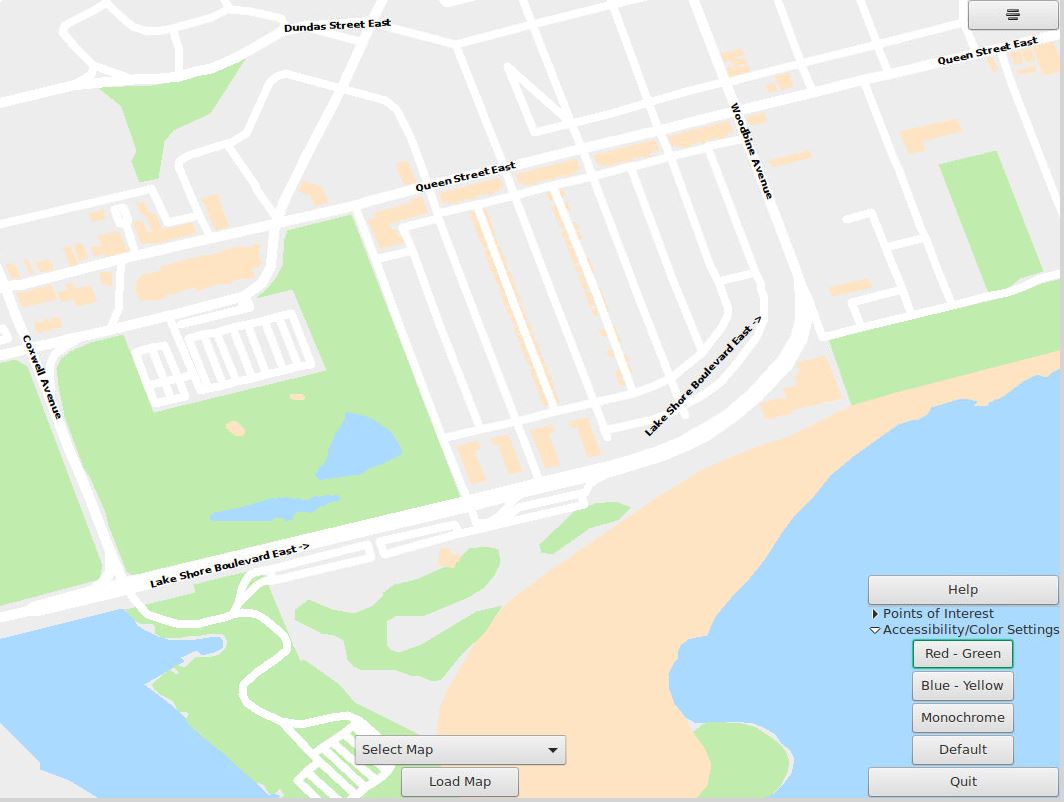 Dundas Street East
Queen Street East
Woodbine Avenue
Queen Street East
Coxwell Avenue
Lake Shore Boulevard East ->
Lake Shore Boulevard East ->
Help
Points of Interest
Accessibility/Color Settings
Red - Green
Blue - Yellow
Monochrome
Select Map
Default
Load Map
Quit